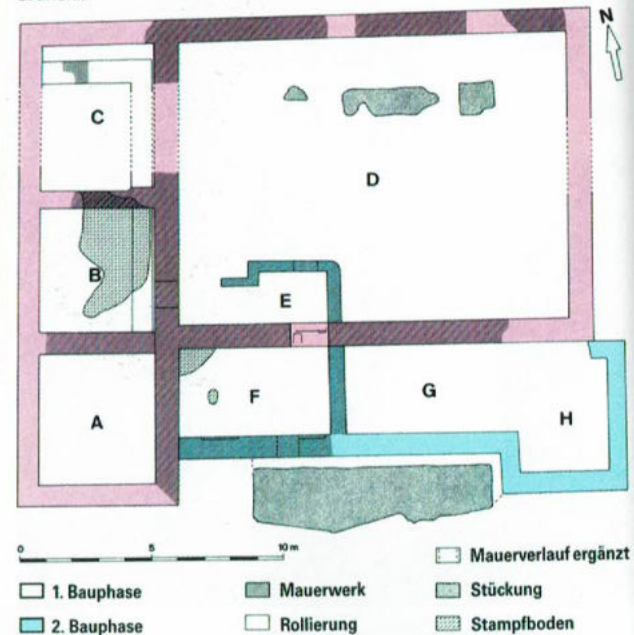 N
C
D
B
E
A
F
G
H
0 5 10 m
Mauerverlauf ergänzt
1. Bauphase Mauerwerk Stückung
2. Bauphase Rollierung Stampfboden